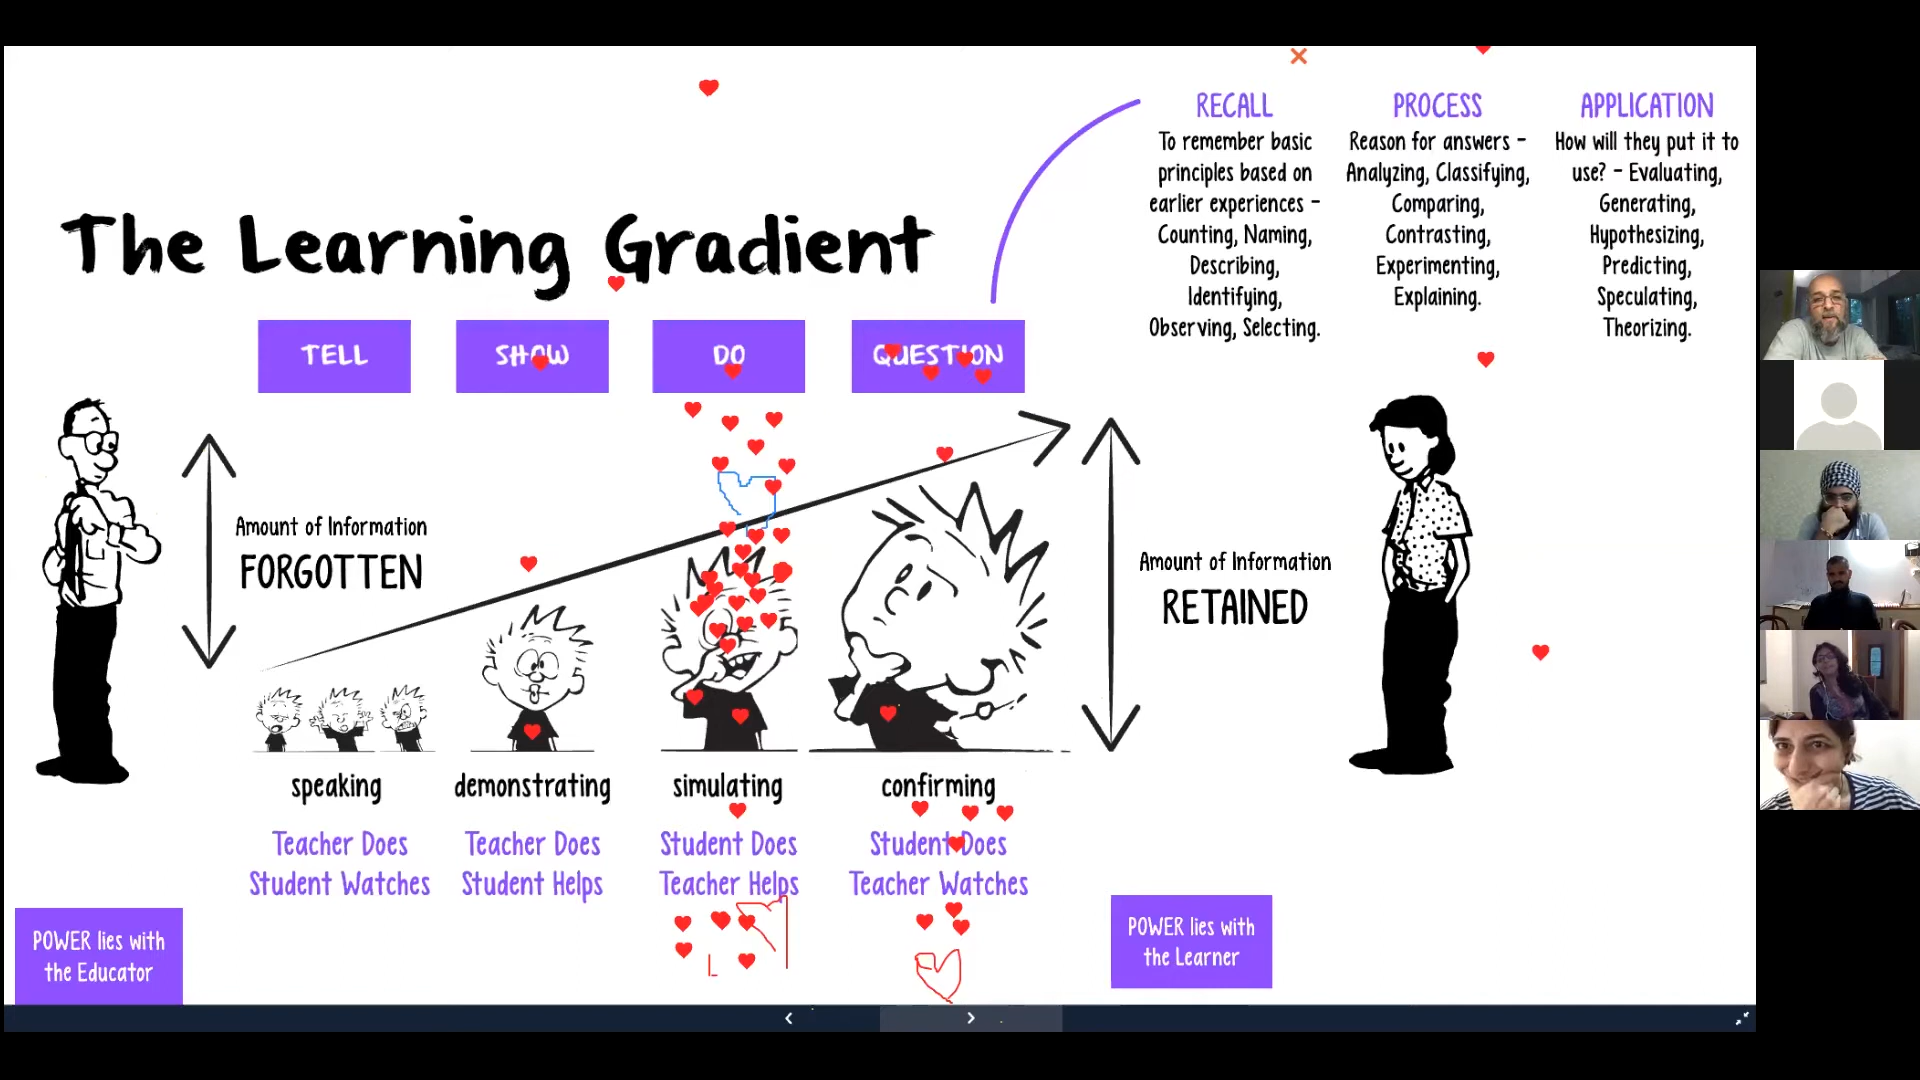 The Learning Gradient
RECALL
To remember basic
principles based on
earlier experiences -
Counting, Naming,
Describing,
Identifying,
Observing, Selecting.
PROCESS
Reason for answers -
Analyzing, Classifying,
Comparing,
Contrasting,
Experimenting,
Explaining.
APPLICATION
How will they put it to
use? - Evaluating,
Generating,
Hypothesizing,
Predicting,
Speculating,
Theorizing.
TELL
SHOW
DO
QUESTION
Amount of Information
FORGOTTEN
Amount of Information
RETAINED
speaking
demonstrating
simulating
confirming
Teacher Does
Student Watches
Teacher Does
Student Helps
Student Does
Teacher Helps
Student Does
Teacher Watches
POWER lies with
the Educator
POWER lies with
the Learner